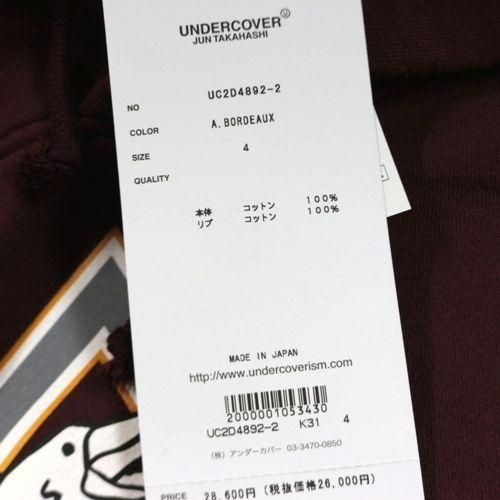 UNDERCOVER
JUN TAKAHASHI
NO UC2D4892-2
COLOR A.BORDEAUX
SIZE 4
QUALITY
本体 コットン 100%
リブ コットン 100%
MADE IN JAPAN
http://www.undercoverism.com
2000001053430
UC2D4892-2 K31 4
(株) アンダーカバー 03-3470-0850
PRICE 28,600円 (税抜価格26,000円)